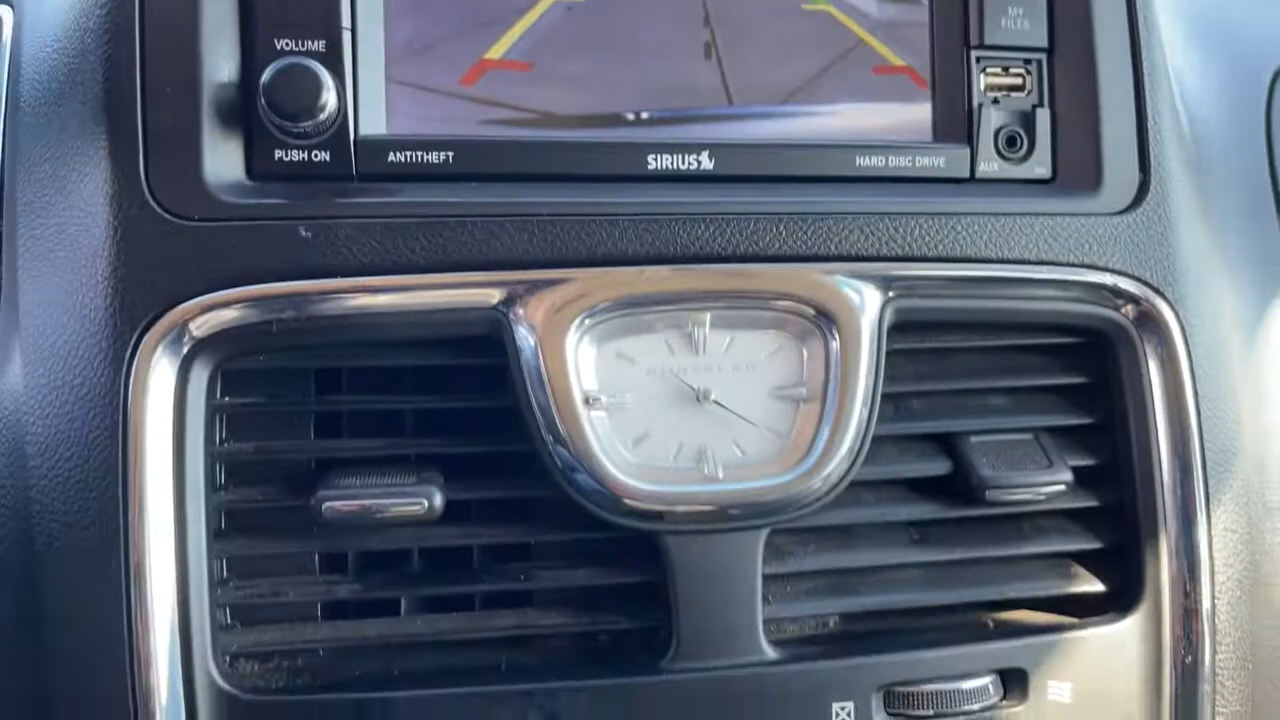 MY
FILES
VOLUME
PUSH ON
ANTITHEFT
SIRIUS
HARD DISC DRIVE
AUX